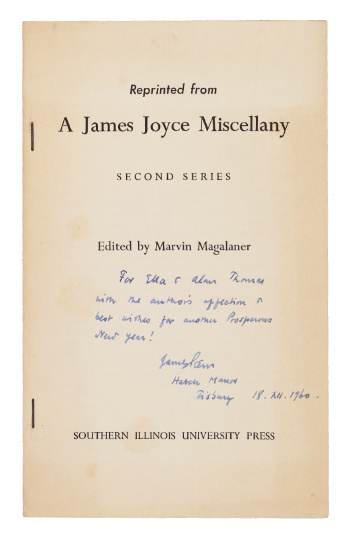 Reprinted from
A James Joyce Miscellany
SECOND SERIES
Edited by Marvin Magalaner
For Ella & Alan Thomas
with the author's affection &
best wishes for another Prosperous
New year!
Hatch Manor
Tisbury 18.XII.1960.
SOUTHERN ILLINOIS UNIVERSITY PRESS